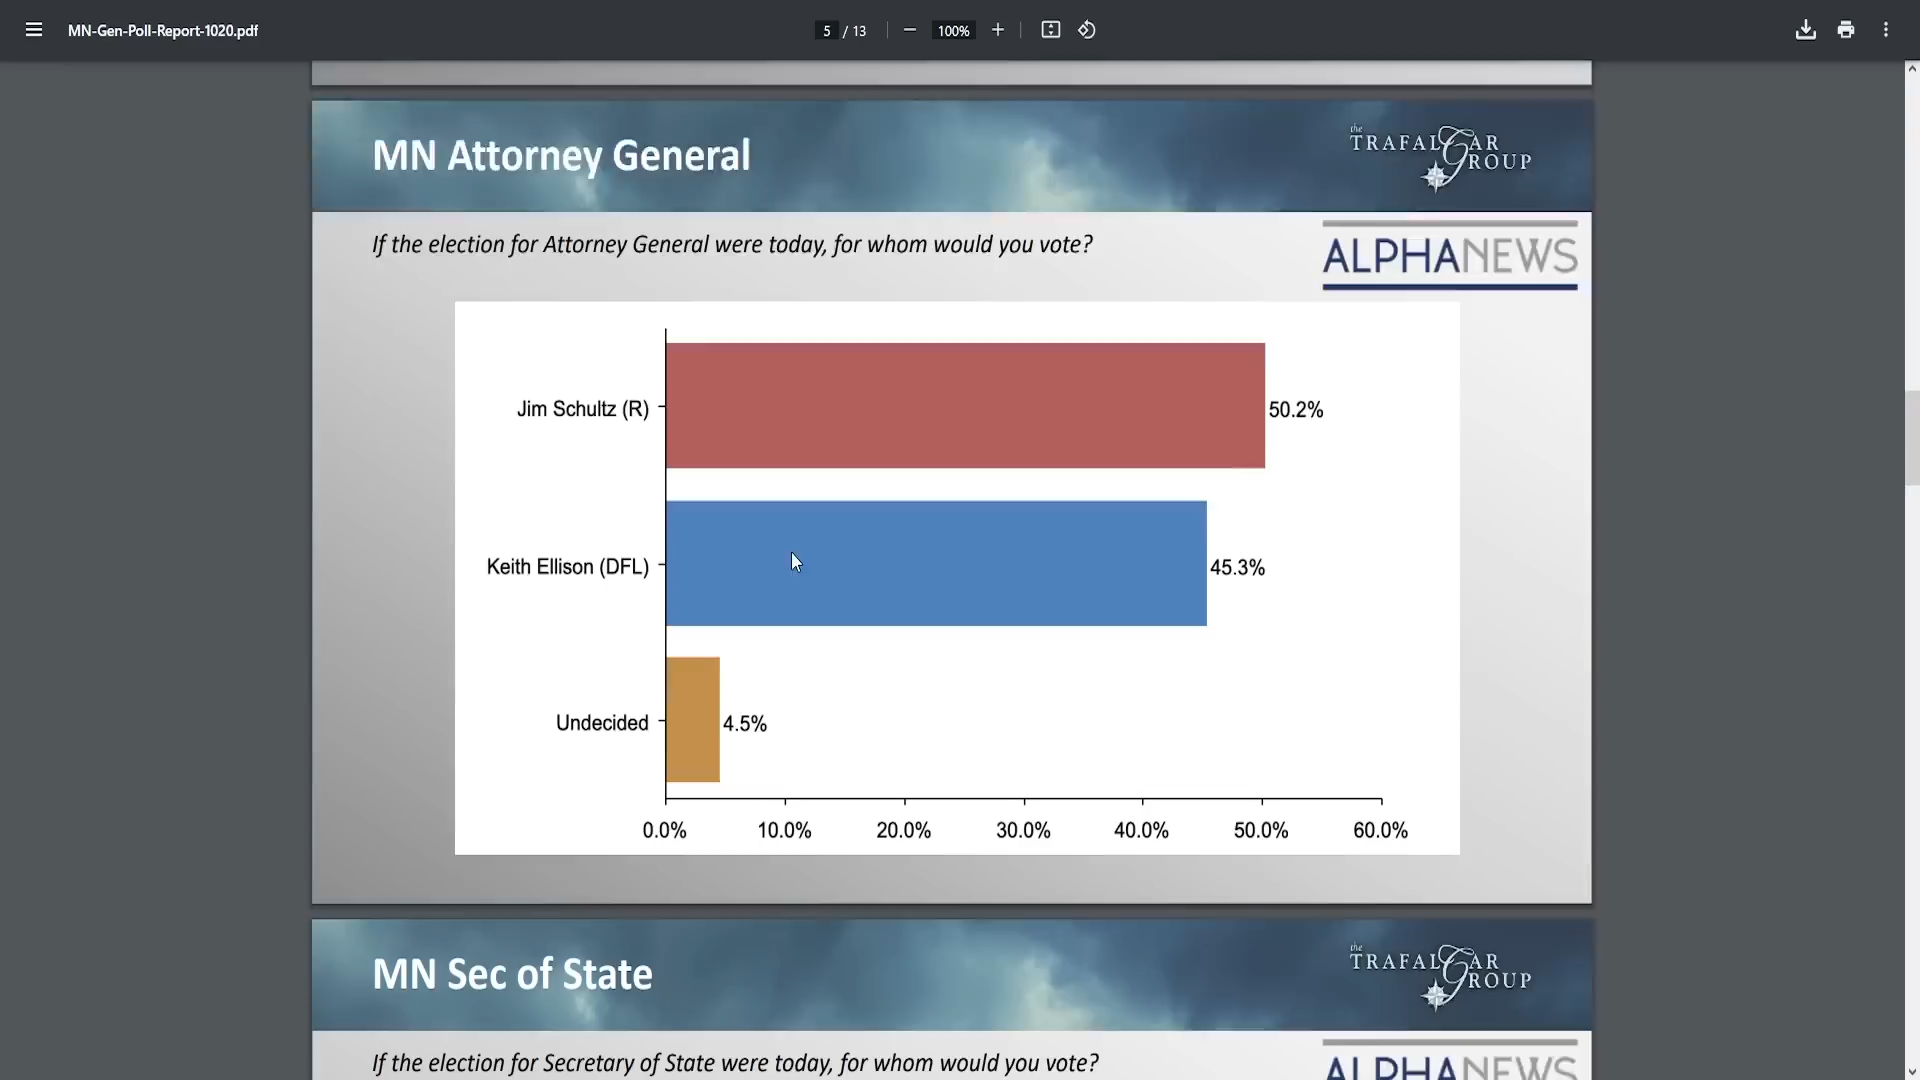 MN-Gen-Poll-Report-1020.pdf
5 / 13
100%
MN Attorney General
the
TRAFALGAR
GROUP
If the election for Attorney General were today, for whom would you vote?
ALPHANEWS
Jim Schultz (R)
50.2%
Keith Ellison (DFL)
45.3%
Undecided
4.5%
0.0% 10.0% 20.0% 30.0% 40.0% 50.0% 60.0%
MN Sec of State
the
TRAFALGAR
GROUP
If the election for Secretary of State were today, for whom would you vote?
ALPHANEWS